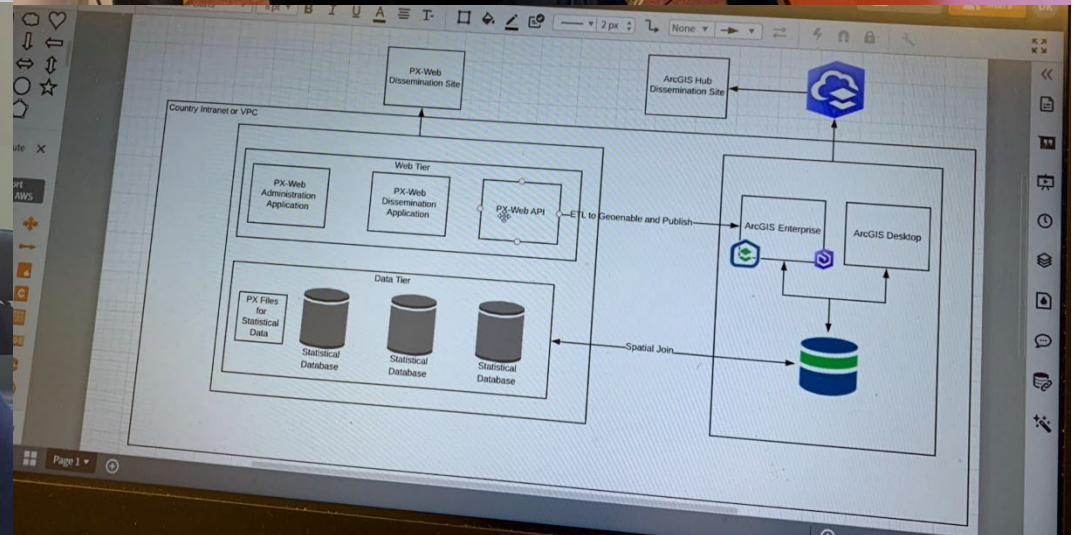 B I U A T
2 px
None
PX-Web
Dissemination Site
ArcGIS Hub
Dissemination Site
Country Intranet or VPC
Web Tier
PX-Web
Administration
Application
PX-Web
Dissemination
Application
PX-Web API
ETL to Geoenable and Publish
ArcGIS Enterprise
ArcGIS Desktop
Data Tier
PX Files
for
Statistical
Data
Statistical
Database
Statistical
Database
Statistical
Database
Spatial Join
AWS
Page 1